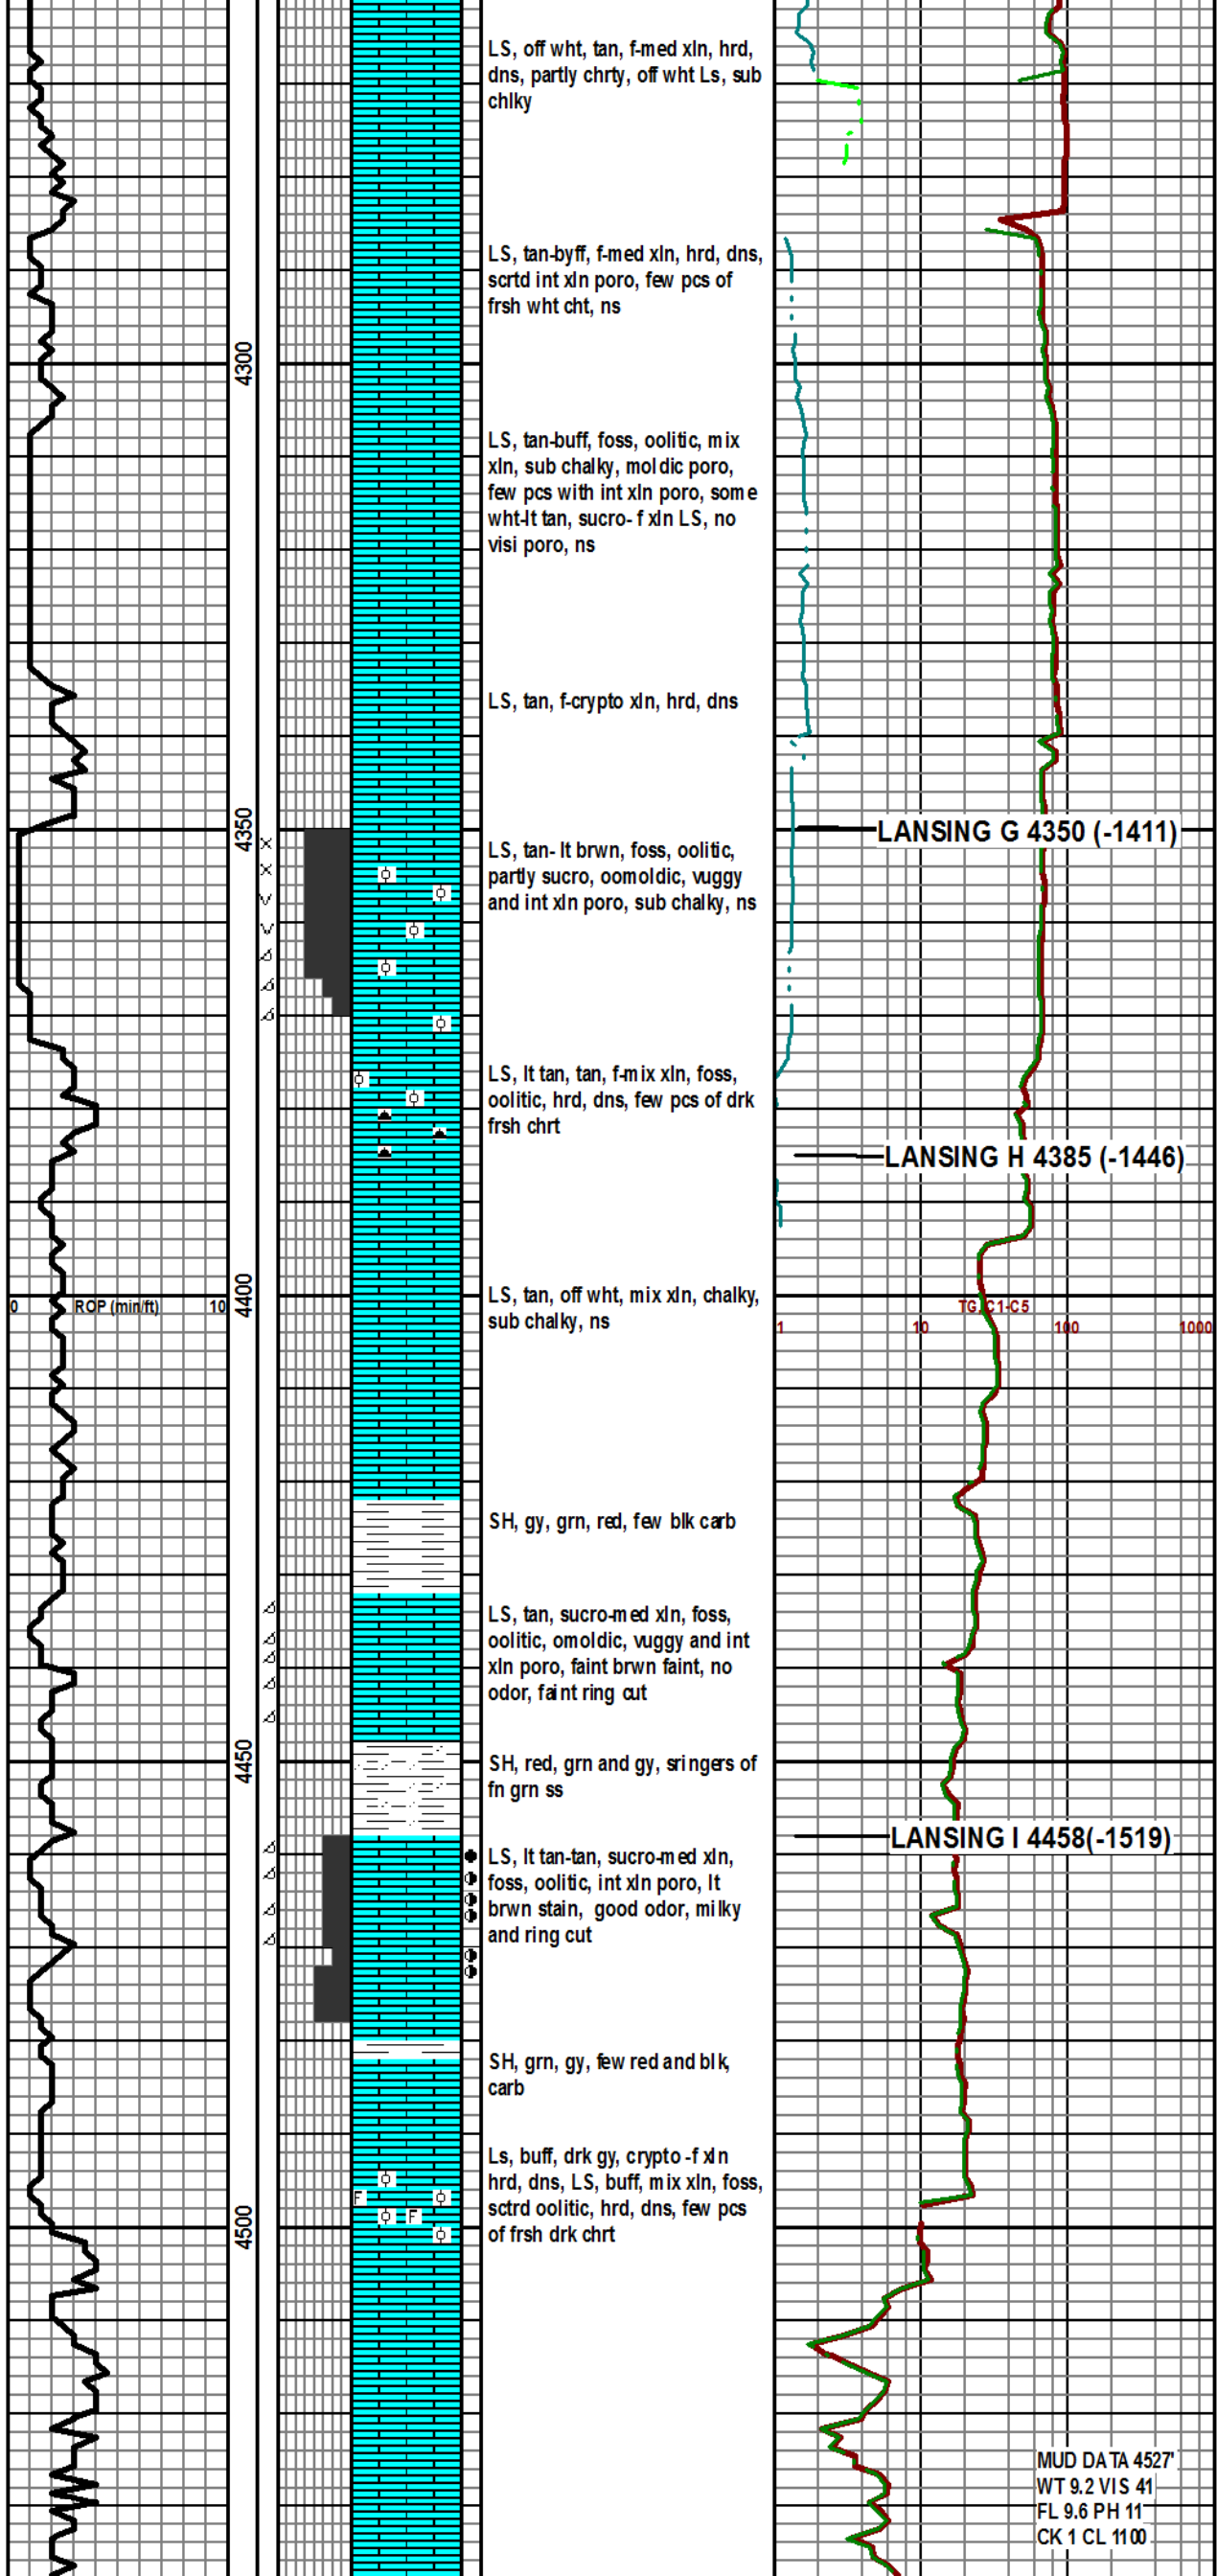 LS, off wht, tan, f-med xln, hrd,
dns, partly chrty, off wht Ls, sub
chlky
LS, tan-byff, f-med xln, hrd, dns,
scrtd int xln poro, few pcs of
frsh wht cht, ns
4300
LS, tan-buff, foss, oolitic, mix
xln, sub chalky, moldic poro,
few pcs with int xln poro, some
wht-lt tan, sucro- f xln LS, no
visi poro, ns
LS, tan, f-crypto xln, hrd, dns
4350
LANSING G 4350 (-1411)
LS, tan- lt brwn, foss, oolitic,
partly sucro, oomoldic, vuggy
and int xln poro, sub chalky, ns
LS, lt tan, tan, f-mix xln, foss,
oolitic, hrd, dns, few pcs of drk
frsh chrt
LANSING H 4385 (-1446)
4400
LS, tan, off wht, mix xln, chalky,
sub chalky, ns
0 ROP (min/ft) 10
TG, C1-C5
1 10 100 1000
SH, gy, grn, red, few blk carb
LS, tan, sucro-med xln, foss,
oolitic, omoldic, vuggy and int
xln poro, faint brwn faint, no
odor, faint ring cut
4450
SH, red, grn and gy, sringers of
fn grn ss
LANSING I 4458(-1519)
LS, lt tan-tan, sucro-med xln,
foss, oolitic, int xln poro, lt
brwn stain, good odor, milky
and ring cut
SH, grn, gy, few red and blk,
carb
Ls, buff, drk gy, crypto -f xln
hrd, dns, LS, buff, mix xln, foss,
sctrd oolitic, hrd, dns, few pcs
of frsh drk chrt
F
F
4500
MUD DATA 4527'
WT 9.2 VIS 41
FL 9.6 PH 11
CK 1 CL 1100